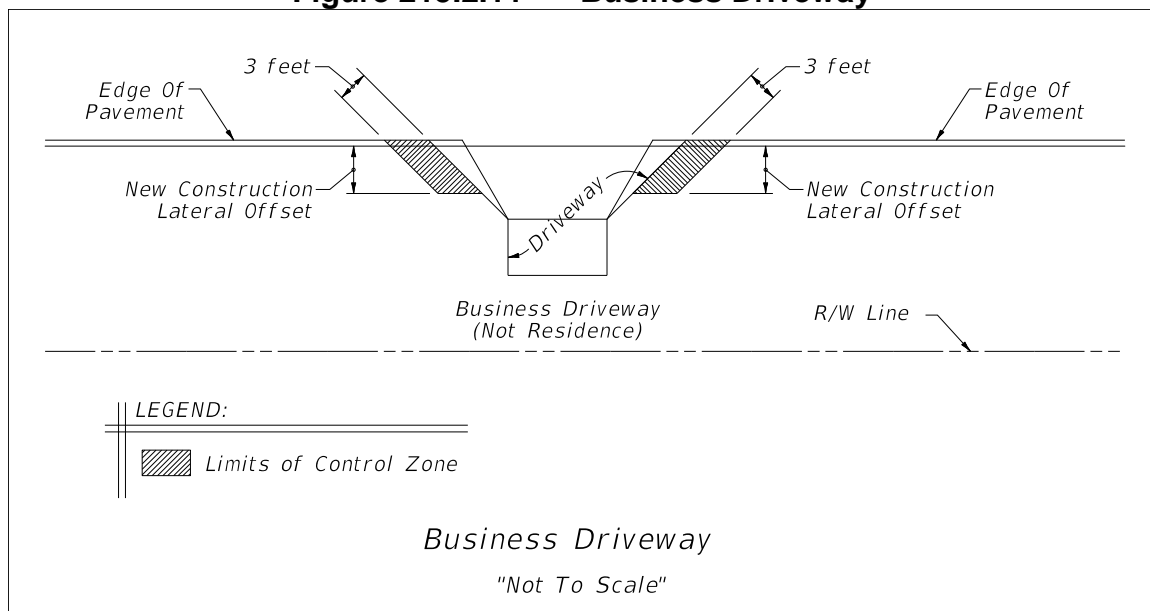 Business Driveway
3 feet
3 feet
Edge Of
Pavement
Edge Of
Pavement
New Construction
Lateral Offset
New Construction
Lateral Offset
Driveway
Business Driveway
(Not Residence)
R/W Line
LEGEND:
Limits of Control Zone
Business Driveway
"Not To Scale"